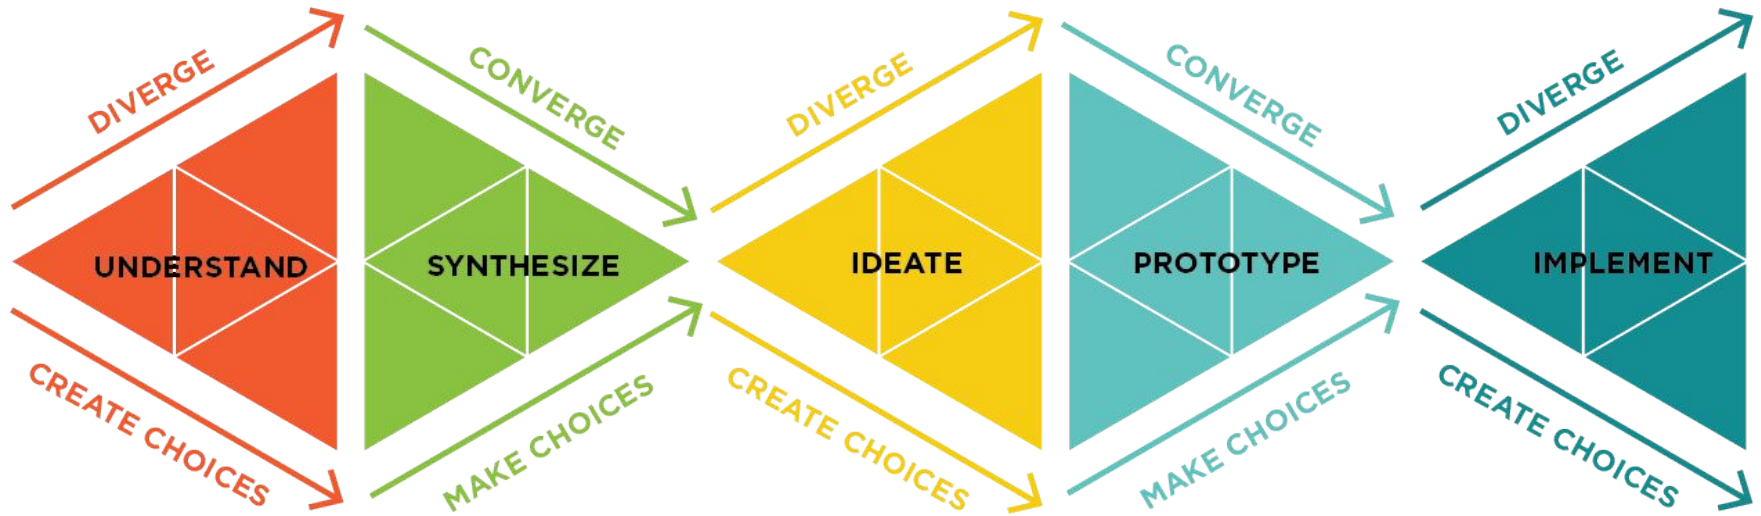 DIVERGE
UNDERSTAND
CREATE CHOICES
CONVERGE
SYNTHESIZE
MAKE CHOICES
DIVERGE
IDEATE
CREATE CHOICES
CONVERGE
PROTOTYPE
MAKE CHOICES
DIVERGE
IMPLEMENT
CREATE CHOICES